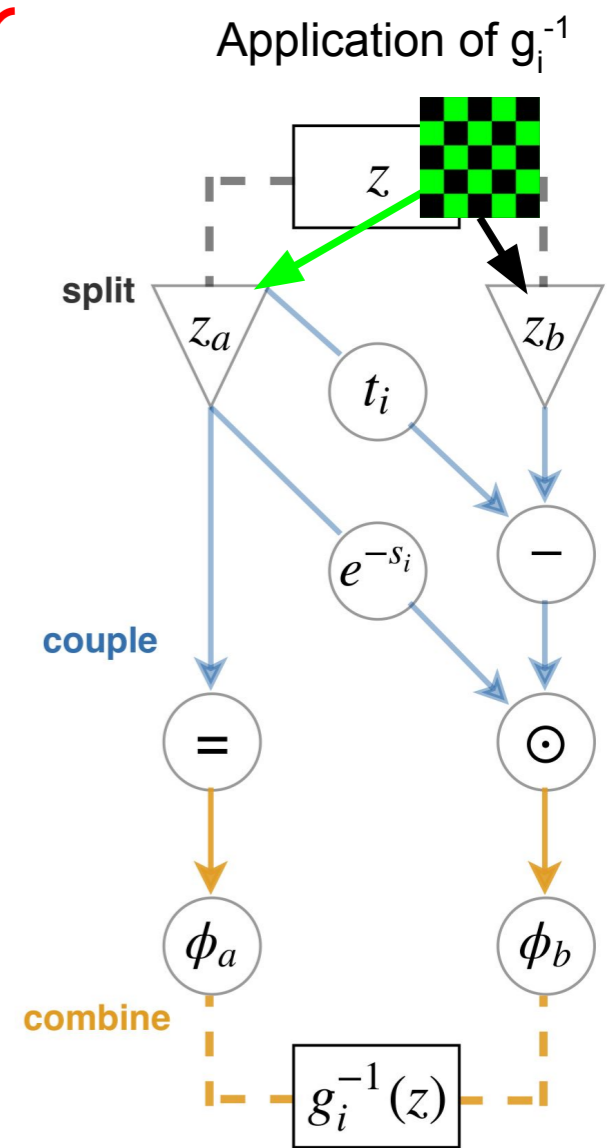 Application of g_i^-1
z
split
z_a
z_b
t_i
−
e^{-s_i}
couple
=
⊙
ϕ_a
ϕ_b
combine
g_i^{-1}(z)